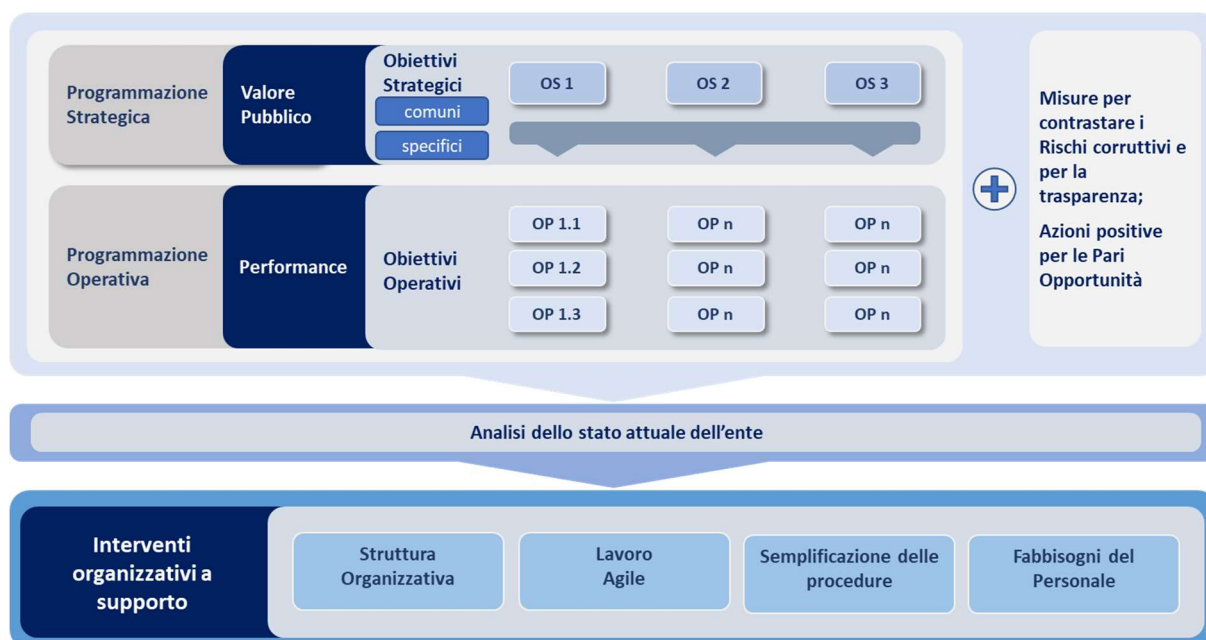 Programmazione
Strategica
Valore
Pubblico
Obiettivi
Strategici
comuni
specifici
OS 1
OS 2
OS 3
Programmazione
Operativa
Performance
Obiettivi
Operativi
OP 1.1
OP n
OP n
OP 1.2
OP n
OP n
OP 1.3
OP n
OP n
Misure per
contrastare i
Rischi corruttivi e
per la
trasparenza;
Azioni positive
per le Pari
Opportunità
Analisi dello stato attuale dell’ente
Interventi
organizzativi a
supporto
Struttura
Organizzativa
Lavoro
Agile
Semplificazione delle
procedure
Fabbisogni del
Personale